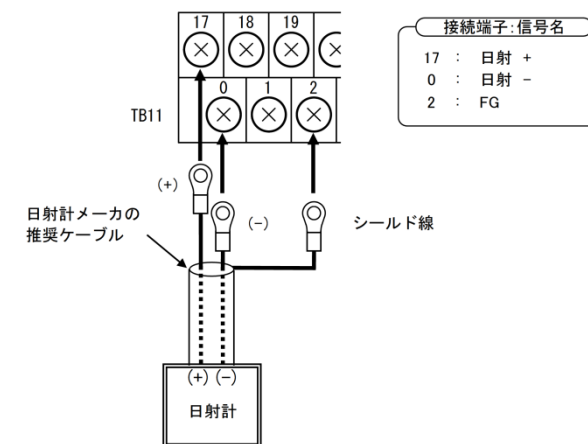 17 18 19
0 1 2
TB11
(+)
(-)
シールド線
日射計メーカの
推奨ケーブル
(+) (-)
日射計
接続端子:信号名
17 : 日射 +
0 : 日射 -
2 : FG